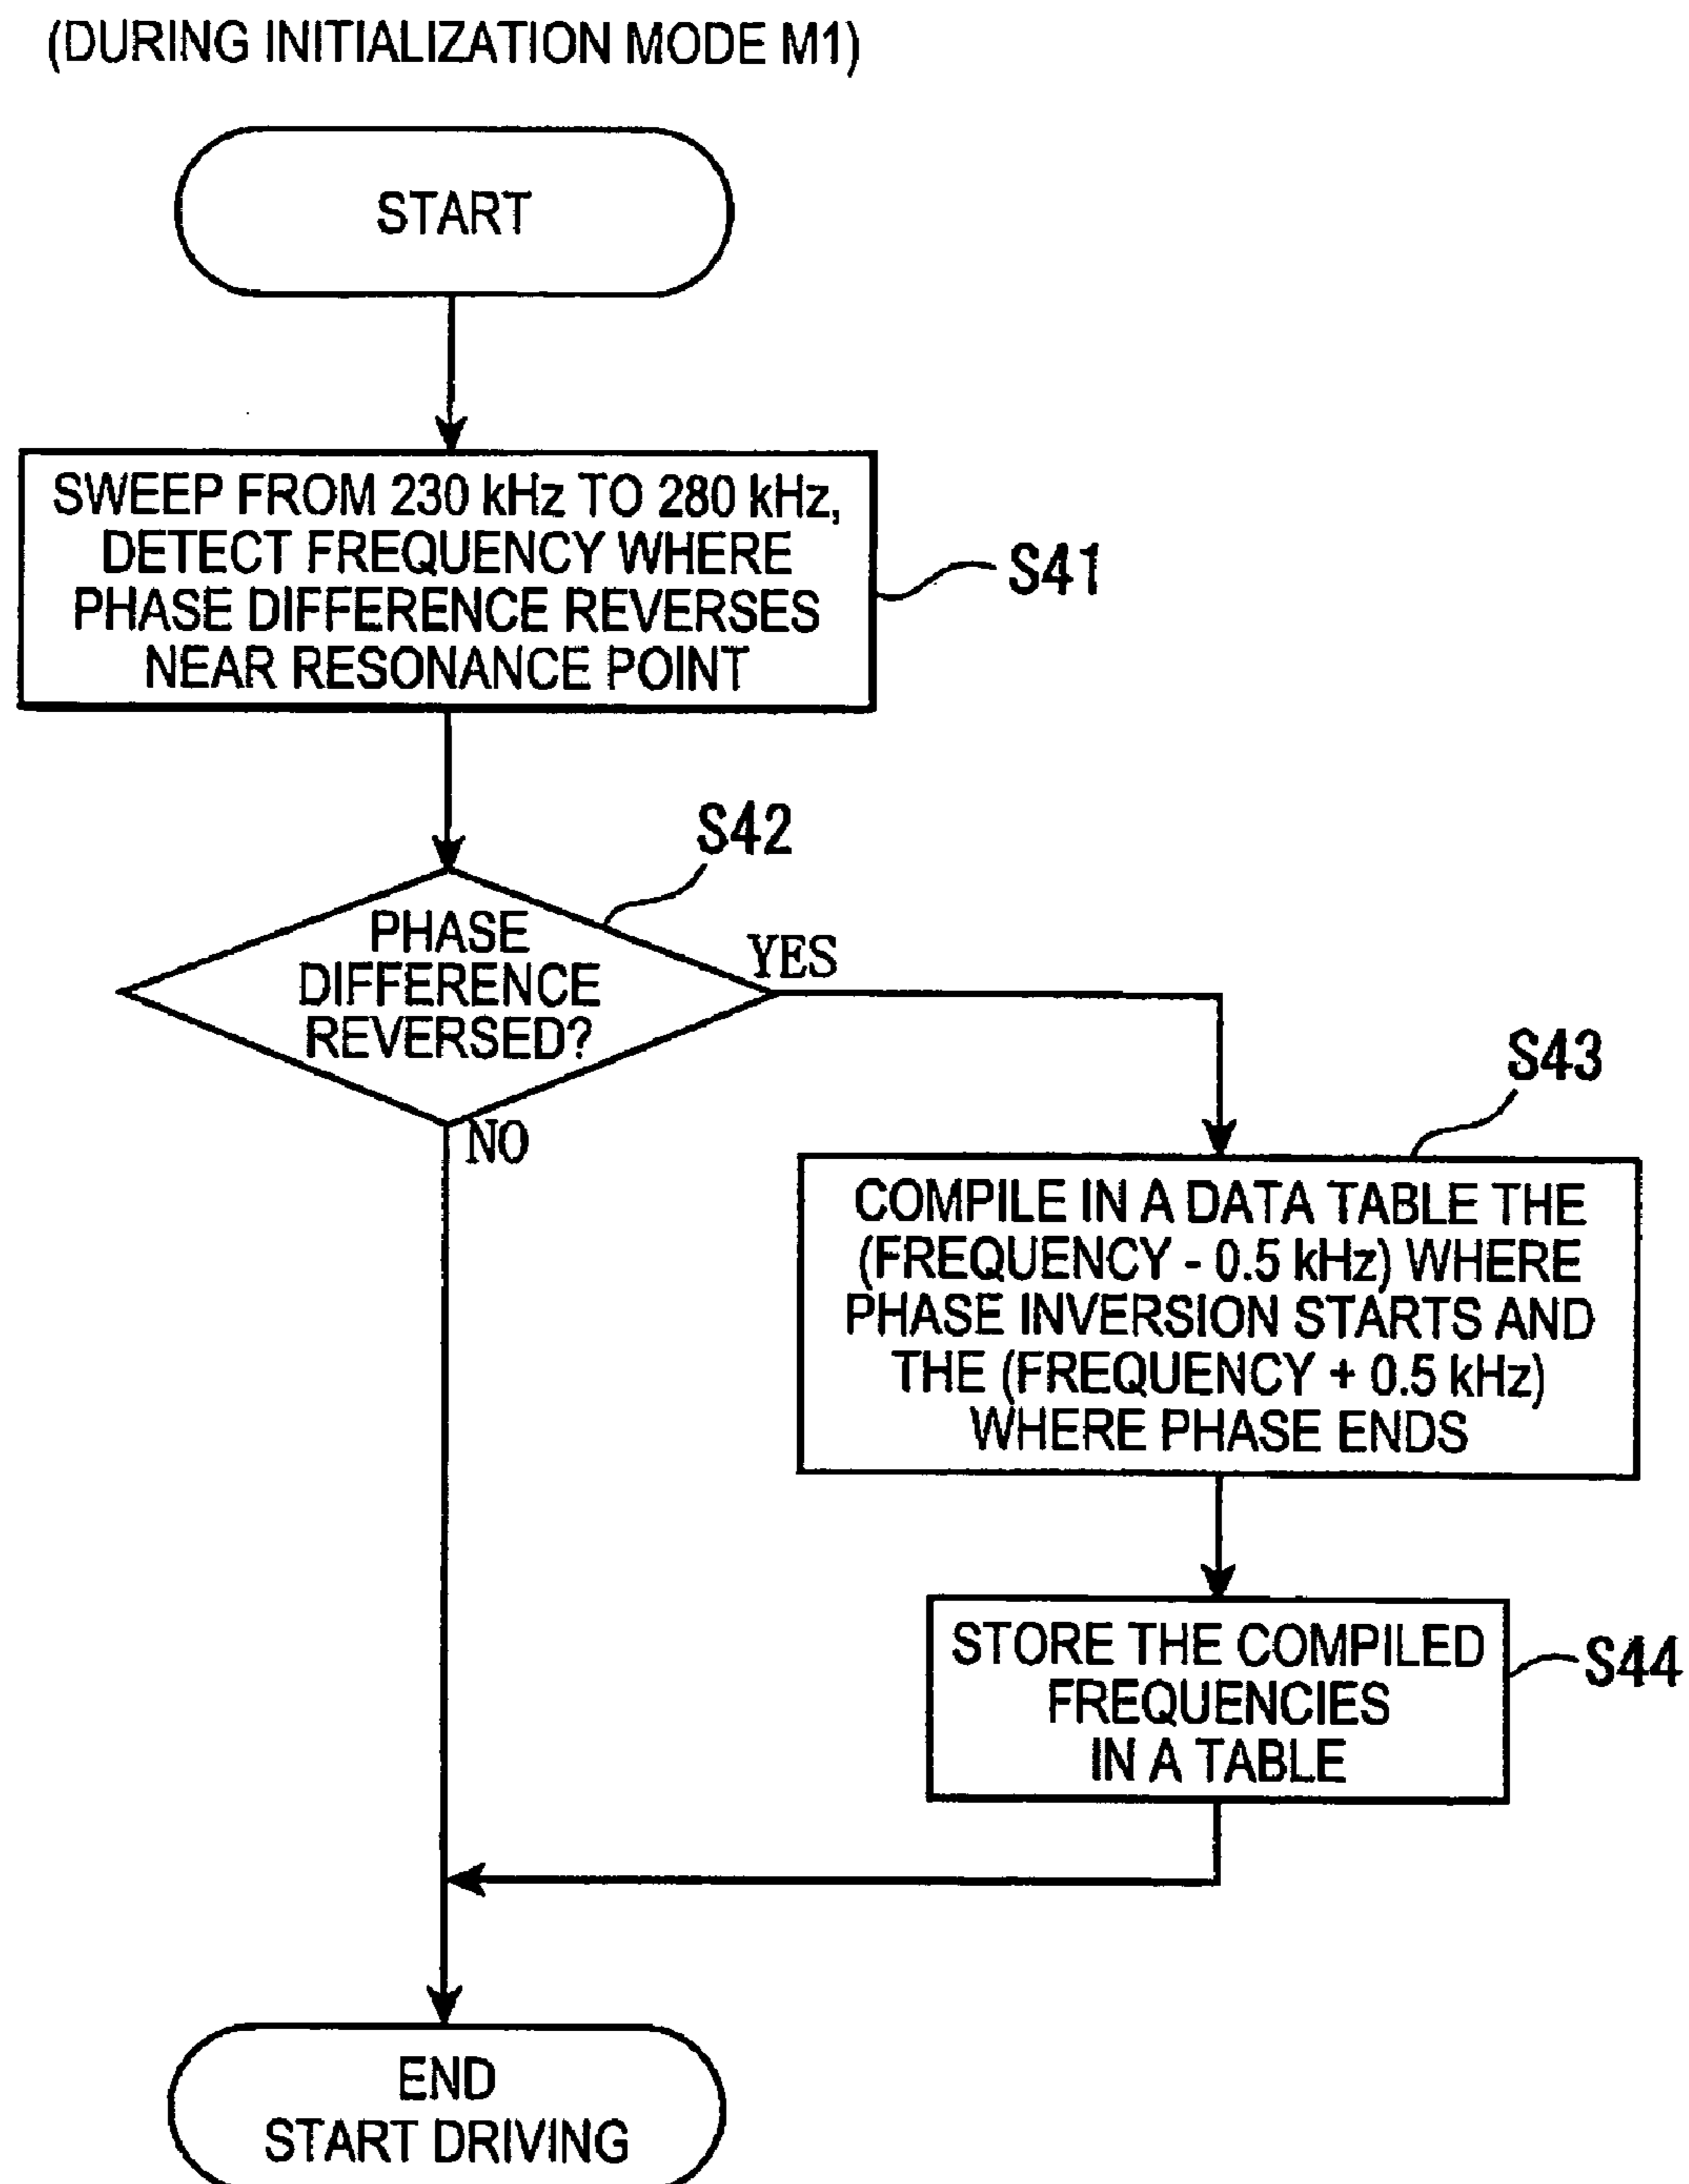 (DURING INITIALIZATION MODE M1)
START
SWEEP FROM 230 kHz TO 280 kHz,
DETECT FREQUENCY WHERE
PHASE DIFFERENCE REVERSES
NEAR RESONANCE POINT
S41
S42
PHASE
DIFFERENCE
REVERSED?
YES
NO
S43
COMPILE IN A DATA TABLE THE
(FREQUENCY - 0.5 kHz) WHERE
PHASE INVERSION STARTS AND
THE (FREQUENCY + 0.5 kHz)
WHERE PHASE ENDS
STORE THE COMPILED
FREQUENCIES
IN A TABLE
S44
END
START DRIVING